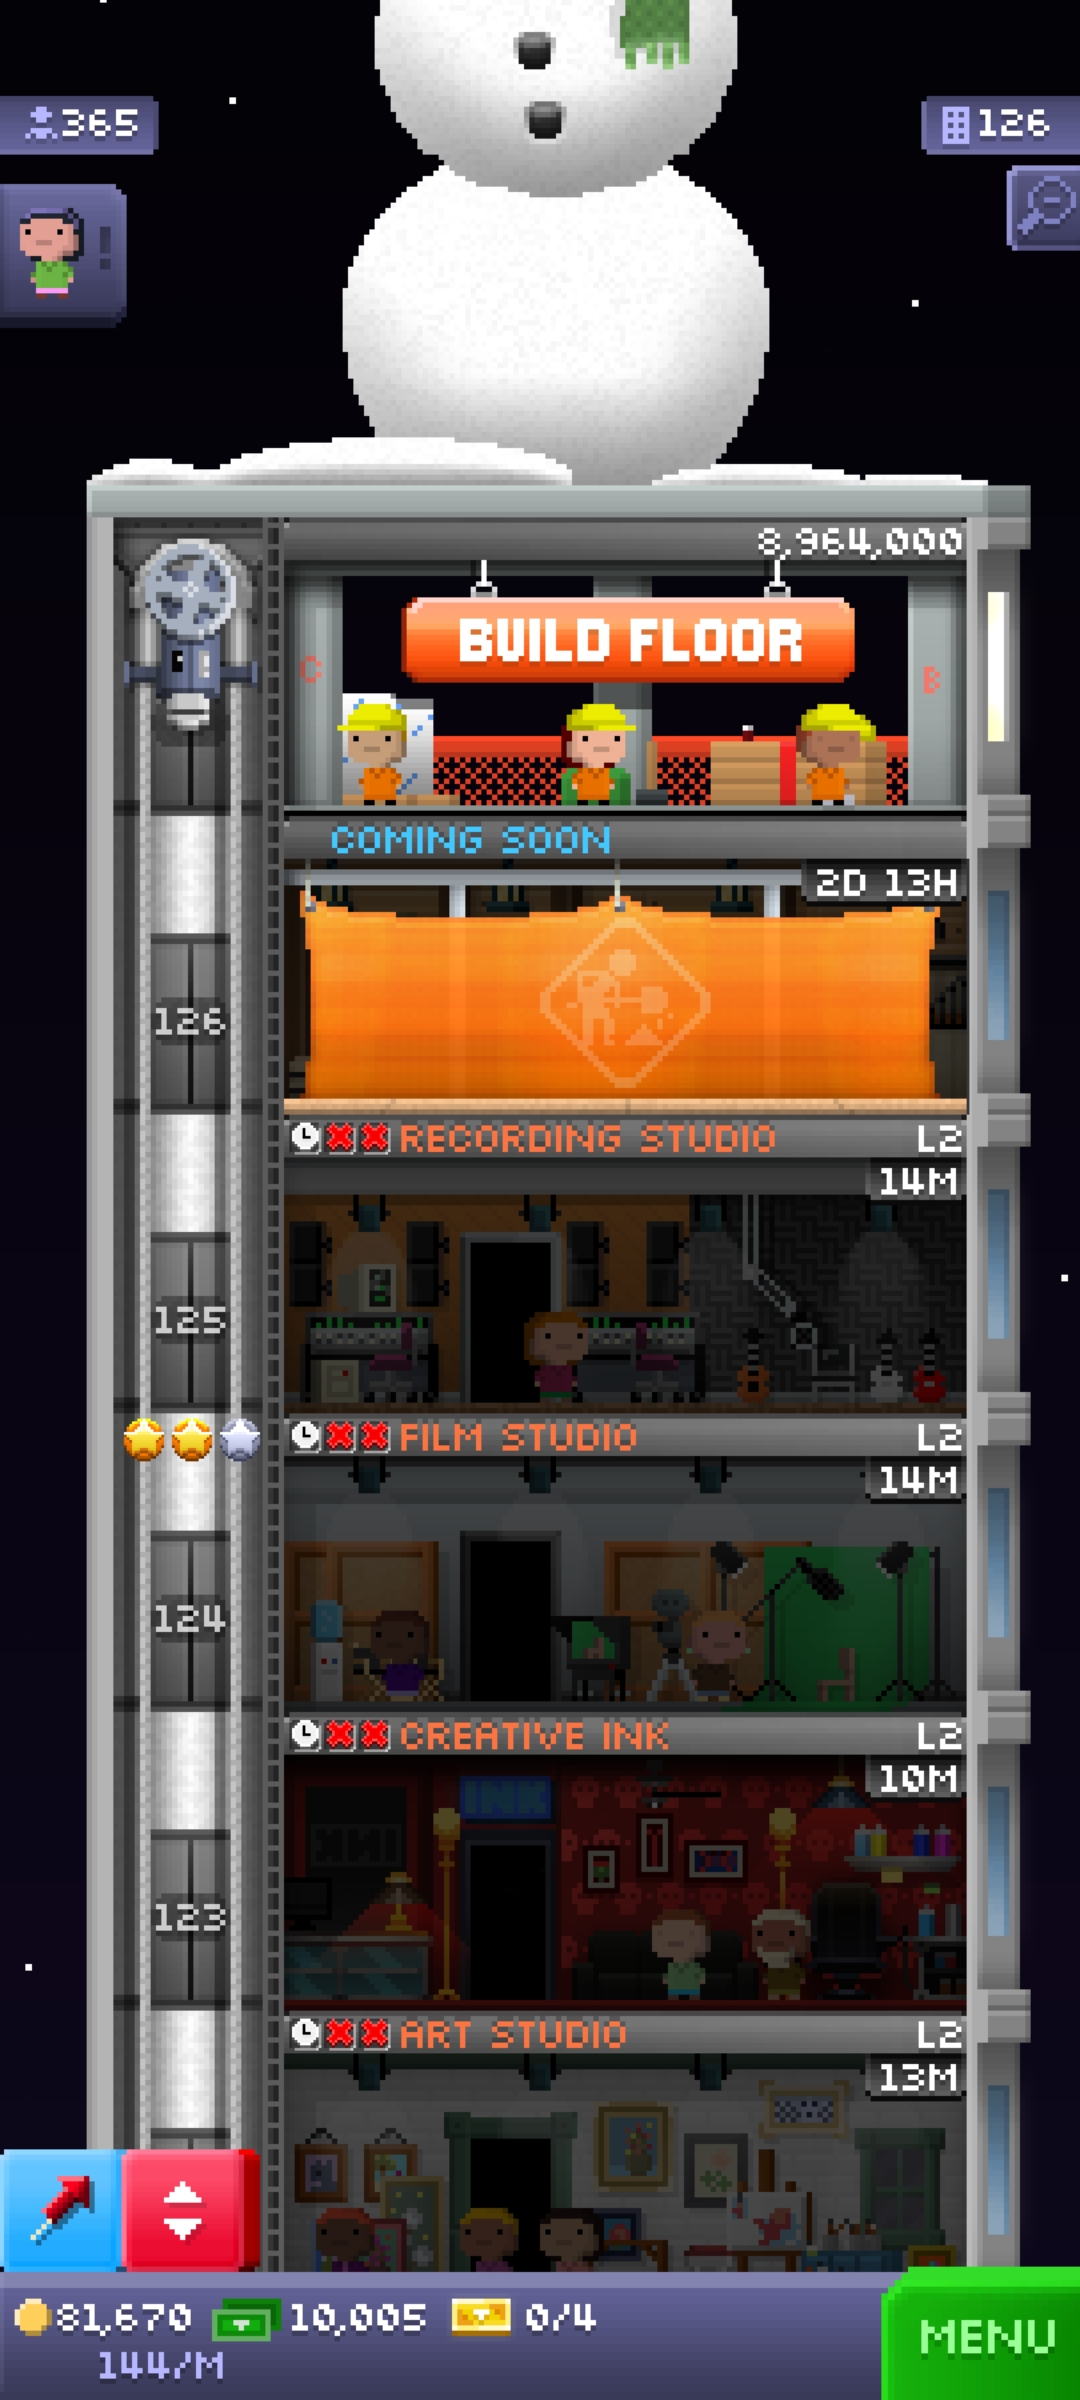 365
126
!
8,964,000
BUILD FLOOR
C
B
COMING SOON
2D 13H
126
RECORDING STUDIO L2
14M
125
FILM STUDIO L2
14M
124
CREATIVE INK L2
10M
INK
123
ART STUDIO L2
13M
81,670 10,005 0/4
144/M
MENU